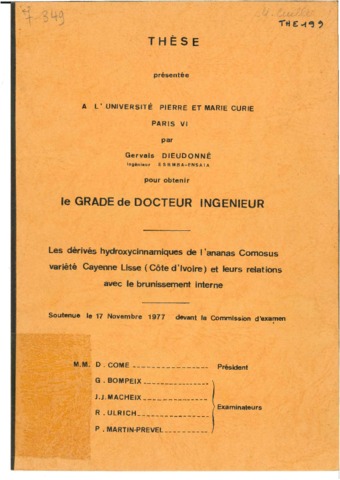 7-349
THE199
THÈSE
présentée
A L'UNIVERSITÉ PIERRE ET MARIE CURIE
PARIS VI
par
Gervais DIEUDONNÉ
pour obtenir
le GRADE de DOCTEUR INGENIEUR
Les dérivés hydroxycinnamiques de l'ananas Comosus
variété Cayenne Lisse (Côte d'Ivoire) et leurs relations
avec le brunissement interne
Soutenue le 17 Novembre 1977 devant la Commission d'examen
M.M. D. COME Président
G. BOMPEIX
J.J. MACHEIX
R. ULRICH
Examinateurs
P. MARTIN-PREVEL